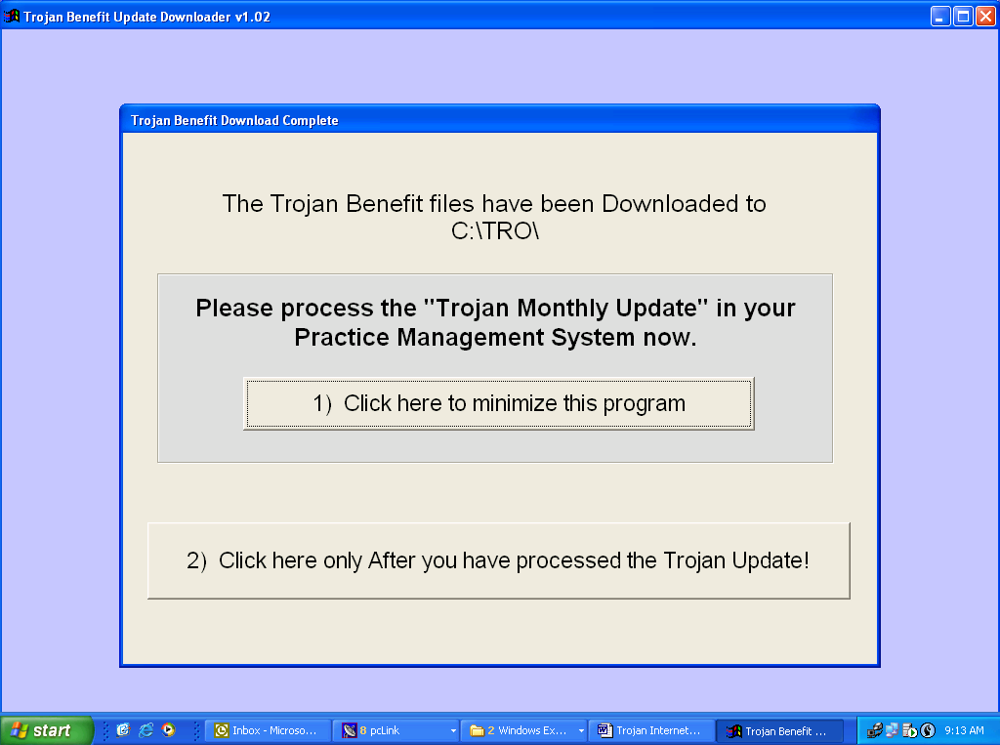 Trojan Benefit Update Downloader v1.02
Trojan Benefit Download Complete
The Trojan Benefit files have been Downloaded to
C:\TRO\
Please process the "Trojan Monthly Update" in your
Practice Management System now.
1) Click here to minimize this program
2) Click here only After you have processed the Trojan Update!
start
Inbox - Microso...
8 pcLink
2 Windows Ex...
Trojan Internet...
Trojan Benefit ...
9:13 AM